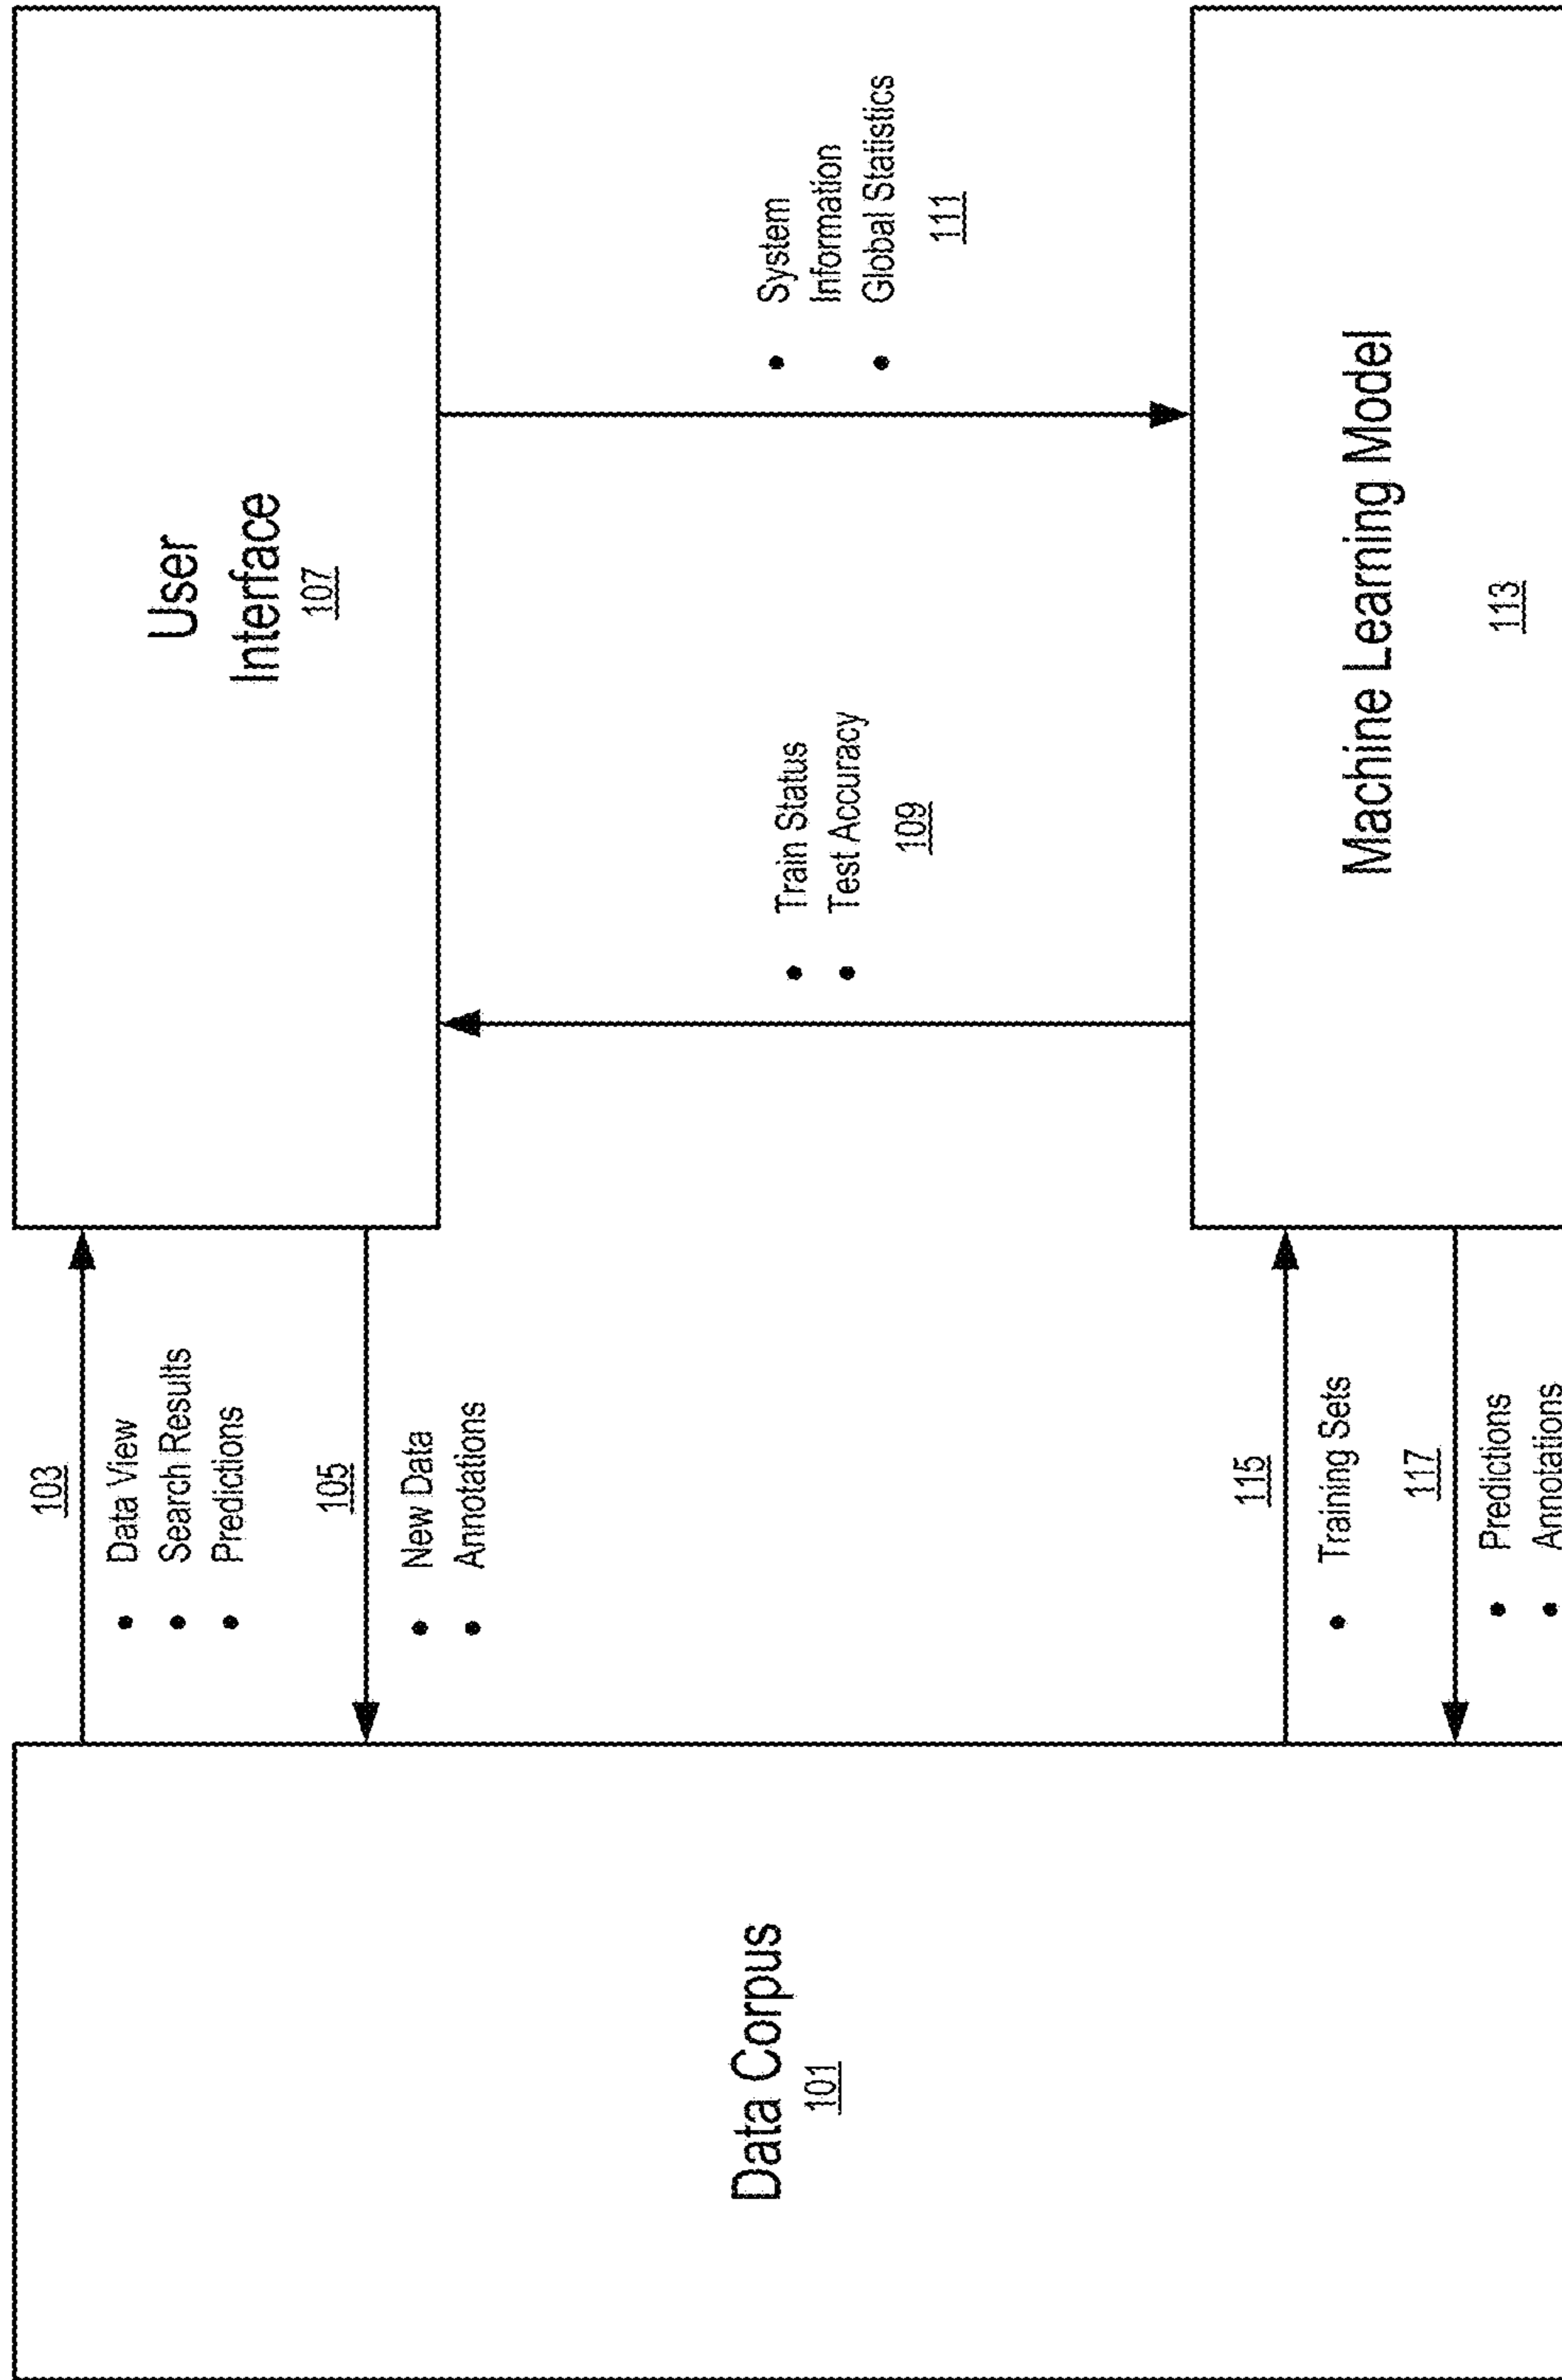 Data Corpus
101
103
• Data View
• Search Results
• Predictions
105
• New Data
• Annotations
User
Interface
107
• Train Status
• Test Accuracy
109
• System
Information
• Global Statistics
111
115
• Training Sets
117
• Predictions
• Annotations
Machine Learning Model
113